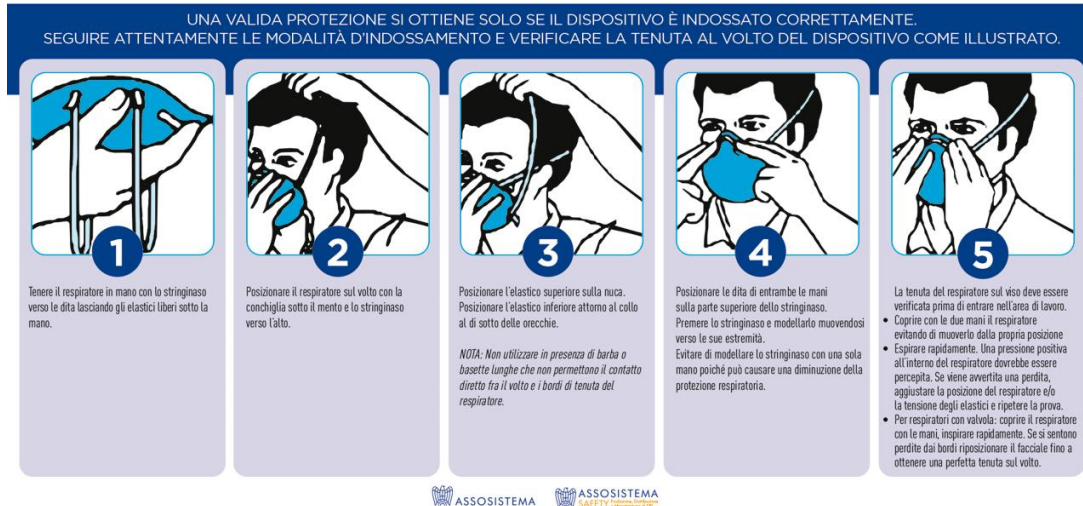 UNA VALIDA PROTEZIONE SI OTTIENE SOLO SE IL DISPOSITIVO È INDOSSATO CORRETTAMENTE.
SEGUIRE ATTENTAMENTE LE MODALITÀ D'INDOSSAMENTO E VERIFICARE LA TENUTA AL VOLTO DEL DISPOSITIVO COME ILLUSTRATO.
1
Tenere il respiratore in mano con lo stringinaso
verso le dita lasciando gli elastici liberi sotto la
mano.
2
Posizionare il respiratore sul volto con la
conchiglia sotto il mento e lo stringinaso
verso l'alto.
3
Posizionare l'elastico superiore sulla nuca.
Posizionare l'elastico inferiore attorno al collo
al di sotto delle orecchie.
NOTA: Non utilizzare in presenza di barba o
basette lunghe che non permettono il contatto
diretto fra il volto e i bordi di tenuta del
respiratore.
4
Posizionare le dita di entrambe le mani
sulla parte superiore dello stringinaso.
Premere lo stringinaso e modellarlo muovendosi
verso le sue estremità.
Evitare di modellare lo stringinaso con una sola
mano poiché può causare una diminuzione della
protezione respiratoria.
5
La tenuta del respiratore sul viso deve essere
verificata prima di entrare nell'area di lavoro.
• Coprire con le due mani il respiratore
evitando di muoverlo dalla propria posizione
• Espirare rapidamente. Una pressione positiva
all'interno del respiratore dovrebbe essere
percepita. Se viene avvertita una perdita,
aggiustare la posizione del respiratore e/o
la tensione degli elastici e ripetere la prova.
• Per respiratori con valvola: coprire il respiratore
con le mani, inspirare rapidamente. Se si sentono
perdite dai bordi riposizionare il facciale fino a
ottenere una perfetta tenuta sul volto.
ASSOSISTEMA
ASSOSISTEMA
SAFETY